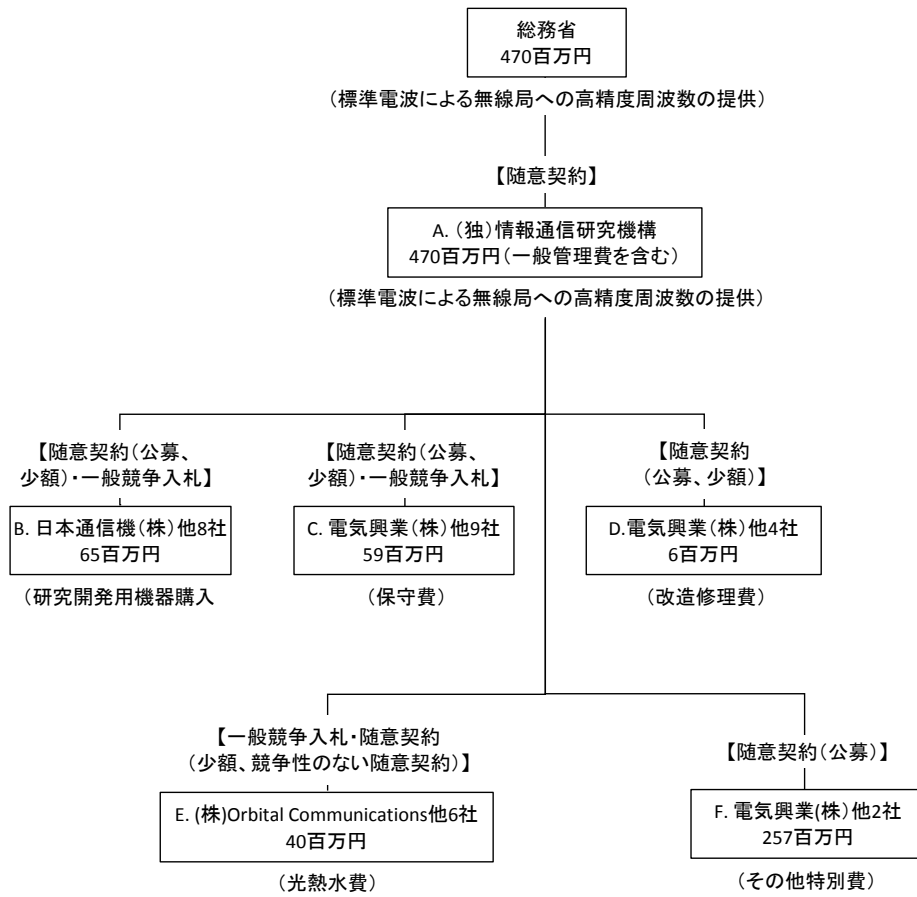 総務省
470百万円
（標準電波による無線局への高精度周波数の提供）
【随意契約】
A. （独）情報通信研究機構
470百万円（一般管理費を含む）
（標準電波による無線局への高精度周波数の提供）
【随意契約（公募、
少額）・一般競争入札】
B. 日本通信機（株）他8社
65百万円
（研究開発用機器購入
【随意契約（公募、
少額）・一般競争入札】
C. 電気興業（株）他9社
59百万円
（保守費）
【随意契約
（公募、少額）】
D.電気興業（株）他4社
6百万円
（改造修理費）
【一般競争入札・随意契約
（少額、競争性のない随意契約）】
E. (株)Orbital Communications他6社
40百万円
（光熱水費）
【随意契約（公募）】
F. 電気興業(株）他2社
257百万円
（その他特別費）